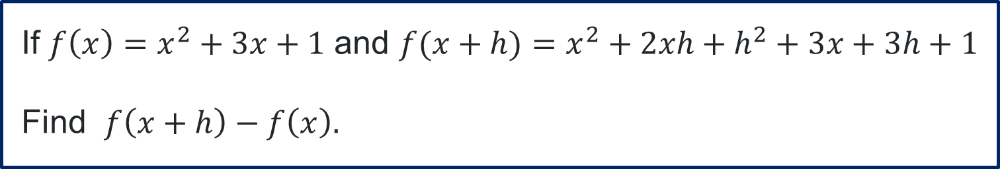 If f(x) = x² + 3x + 1 and f(x + h) = x² + 2xh + h² + 3x + 3h + 1
Find f(x + h) − f(x).